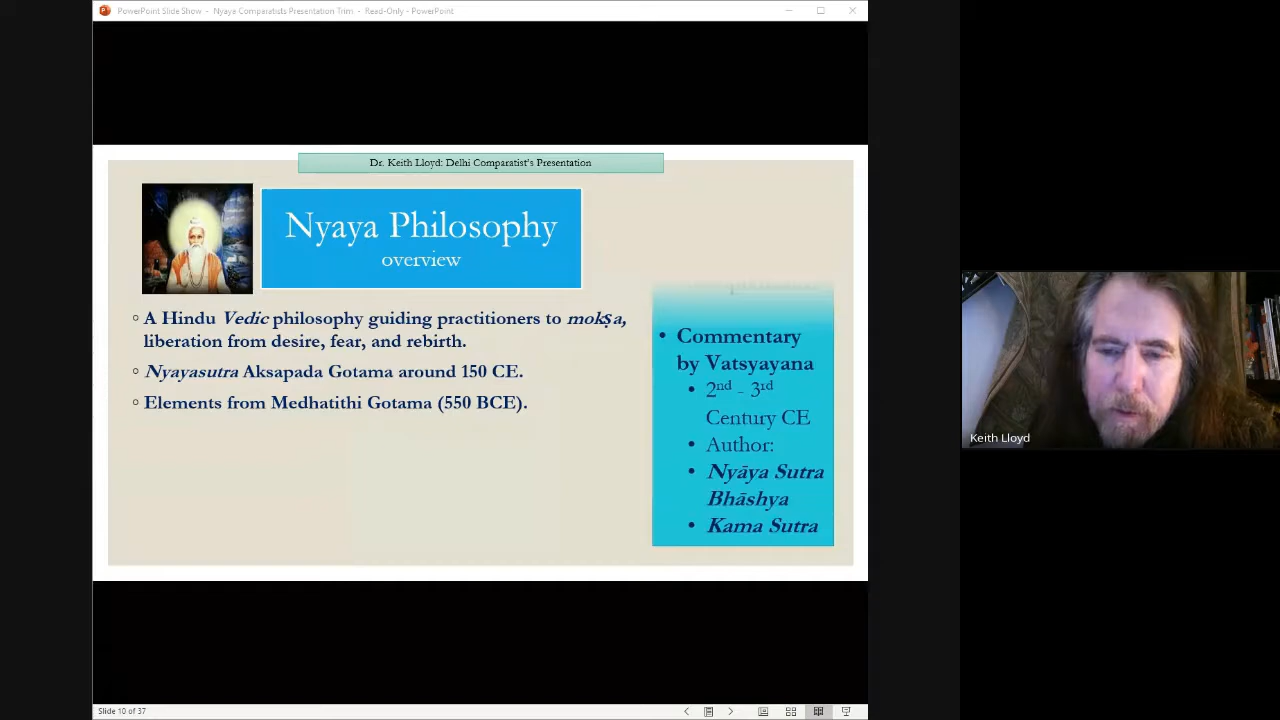 PowerPoint Slide Show - Nyaya Comparatists Presentation Trim - Read-Only - PowerPoint
Dr. Keith Lloyd: Delhi Comparatist's Presentation
Nyaya Philosophy
overview
A Hindu Vedic philosophy guiding practitioners to mokṣa,
liberation from desire, fear, and rebirth.
Nyayasutra Aksapada Gotama around 150 CE.
Elements from Medhatithi Gotama (550 BCE).
• Commentary
by Vatsyayana
• 2nd - 3rd
Century CE
• Author:
• Nyāya Sutra
Bhāshya
• Kama Sutra
Keith Lloyd
Slide 10 of 37